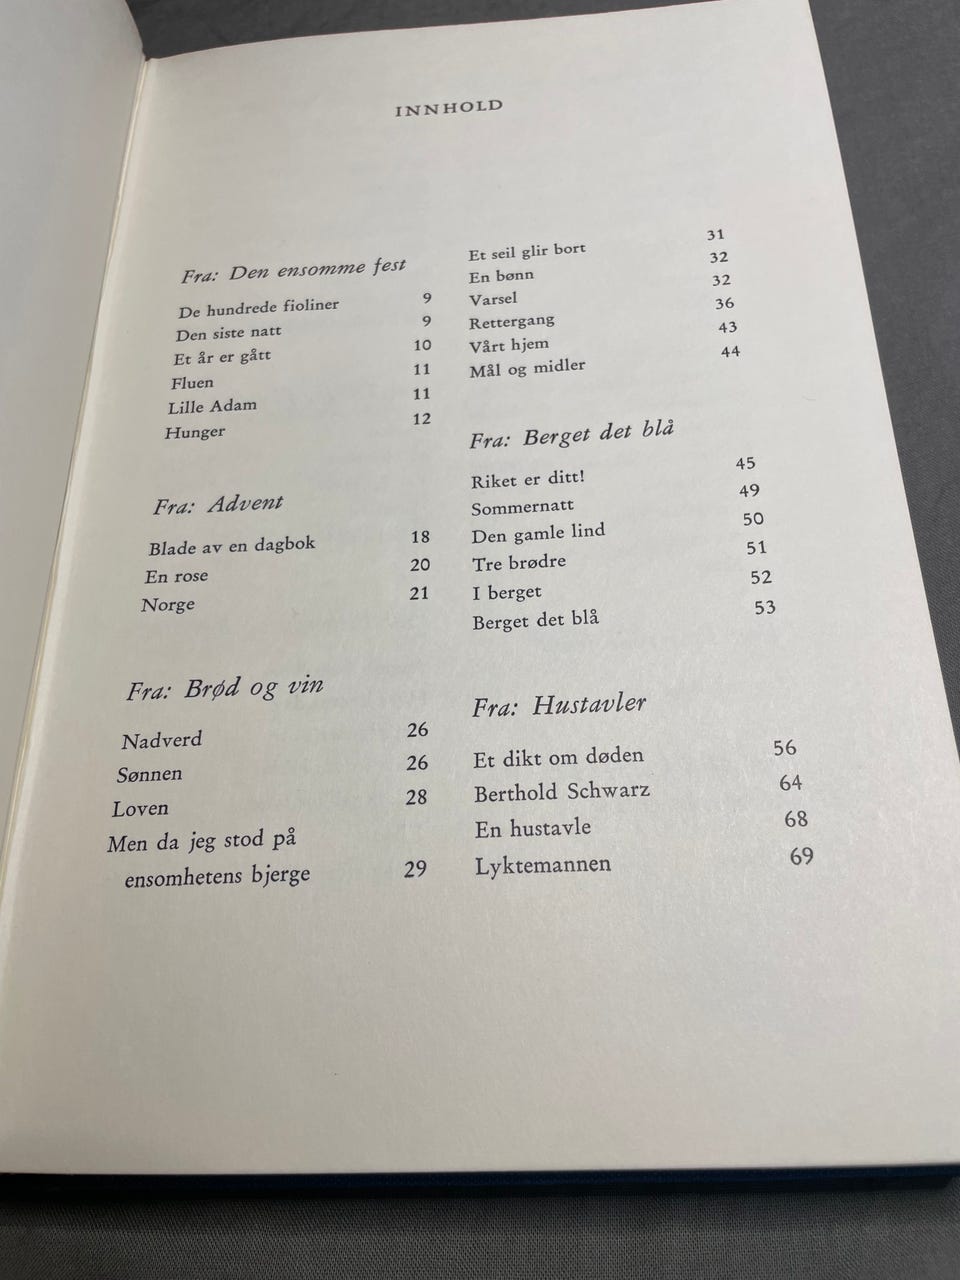 INNHOLD
Fra: Den ensomme fest
De hundrede fioliner 9
Den siste natt 9
Et år er gått 10
Fluen 11
Lille Adam 11
Hunger 12
Fra: Advent
Blade av en dagbok 18
En rose 20
Norge 21
Fra: Brød og vin
Nadverd 26
Sønnen 26
Loven 28
Men da jeg stod på
ensomhetens bjerge 29
Et seil glir bort 31
En bønn 32
Varsel 32
Rettergang 36
Vårt hjem 43
Mål og midler 44
Fra: Berget det blå
Riket er ditt! 45
Sommernatt 49
Den gamle lind 50
Tre brødre 51
I berget 52
Berget det blå 53
Fra: Hustavler
Et dikt om døden 56
Berthold Schwarz 64
En hustavle 68
Lyktemannen 69